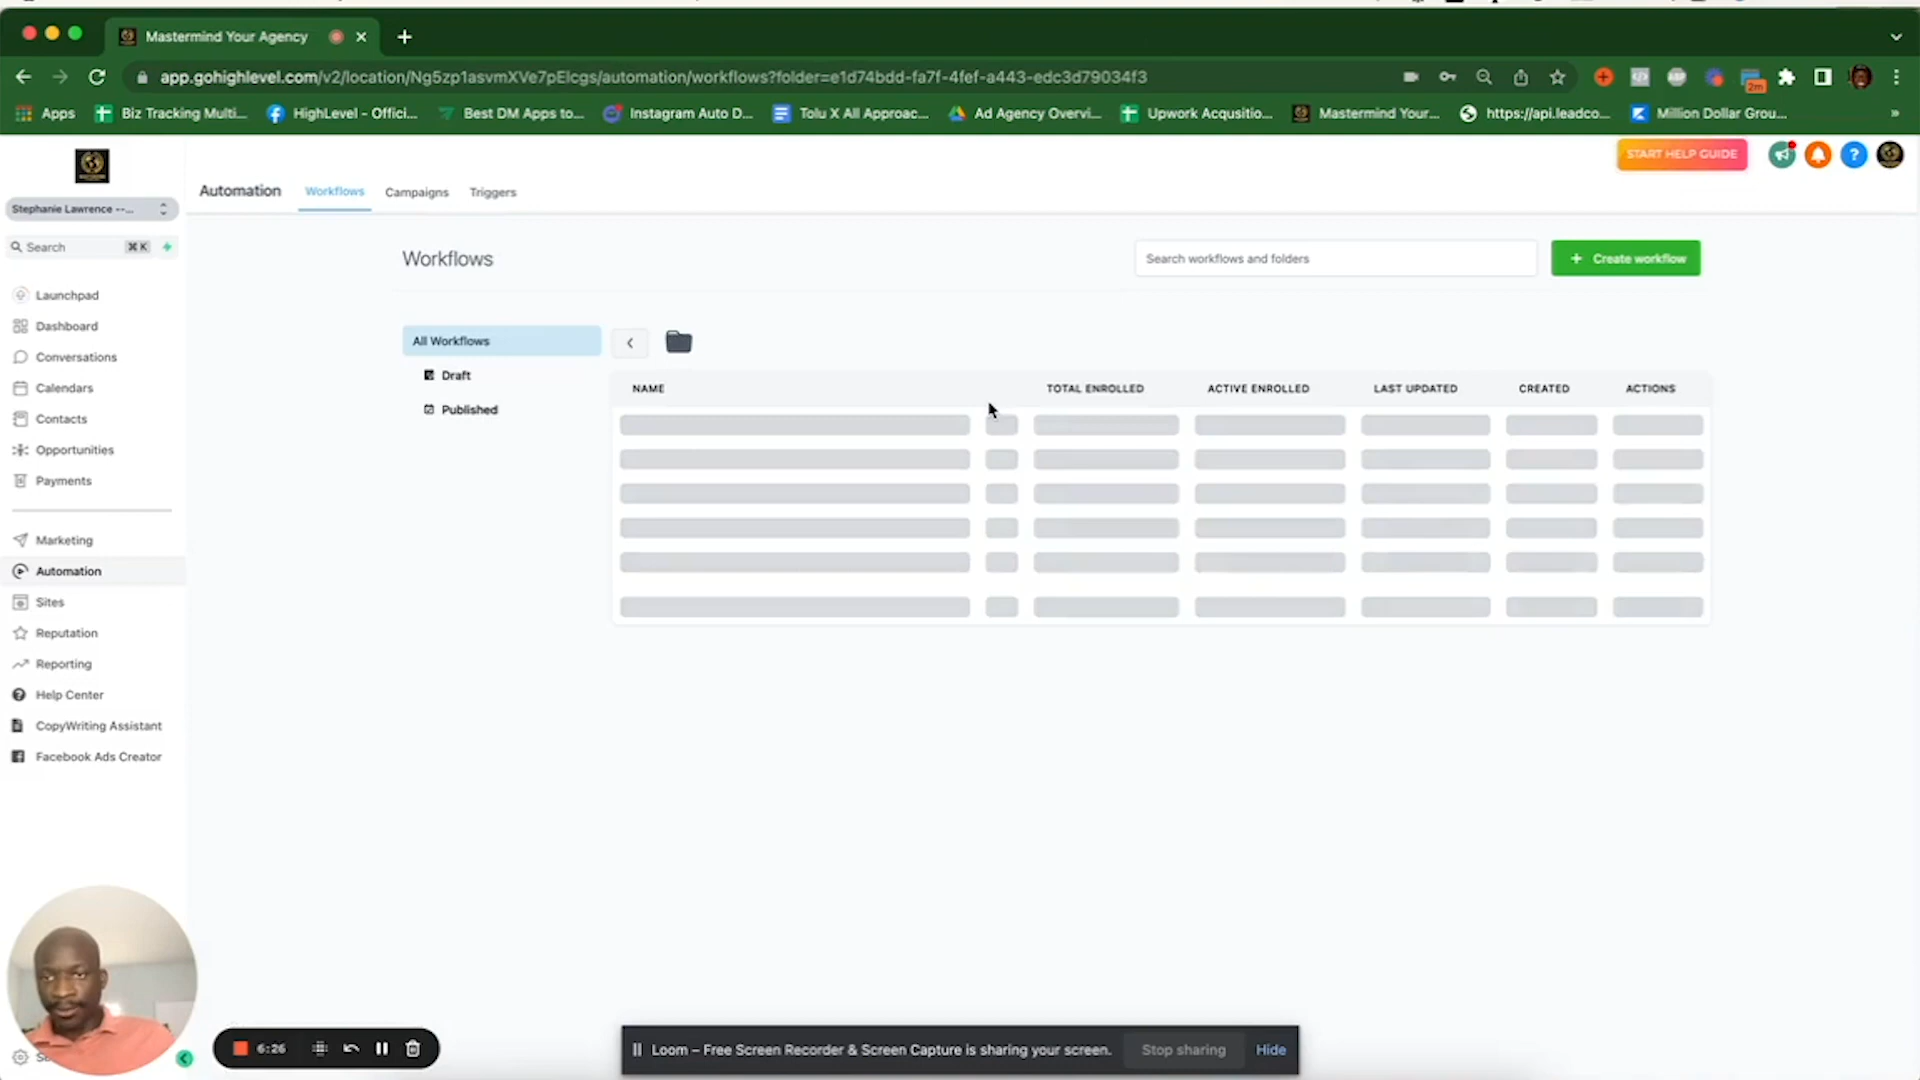 Mastermind Your Agency
app.gohighlevel.com/v2/location/Ng5zp1asvmXVe7pElcgs/automation/workflows?folder=e1d74bdd-fa7f-4fef-a443-edc3d79034f3
2m
Apps
Biz Tracking Multi...
HighLevel - Offici...
Best DM Apps to...
Instagram Auto D...
Tolu X All Approac...
Ad Agency Overvi...
Upwork Acqusitio...
Mastermind Your...
https://api.leadco...
Million Dollar Grou...
»
START HELP GUIDE
Automation
Workflows
Campaigns
Triggers
Stephanie Lawrence --...
Search
⌘ K
Launchpad
Dashboard
Conversations
Calendars
Contacts
Opportunities
Payments
Marketing
Automation
Sites
Reputation
Reporting
Help Center
CopyWriting Assistant
Facebook Ads Creator
Workflows
Search workflows and folders
+ Create workflow
All Workflows
Draft
Published
NAME
TOTAL ENROLLED
ACTIVE ENROLLED
LAST UPDATED
CREATED
ACTIONS
6:26
Loom – Free Screen Recorder & Screen Capture is sharing your screen.
Stop sharing
Hide